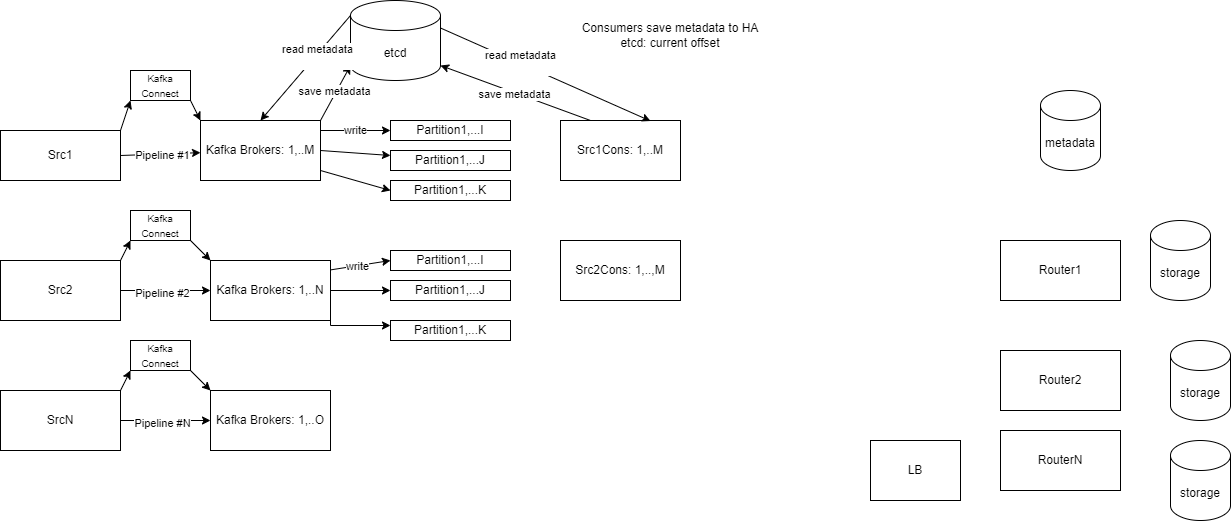 Consumers save metadata to HA
etcd: current offset
read metadata
etcd
read metadata
Kafka
Connect
save metadata
save metadata
Src1
Pipeline #1
Kafka Brokers: 1,..M
write
Partition1,...I
Partition1,...J
Partition1,...K
Src1Cons: 1,..M
metadata
Kafka
Connect
Src2
Pipeline #2
Kafka Brokers: 1,..N
write
Partition1,...I
Partition1,...J
Partition1,...K
Src2Cons: 1,..,M
Router1
storage
Kafka
Connect
SrcN
Pipeline #N
Kafka Brokers: 1,..O
Router2
storage
LB
RouterN
storage